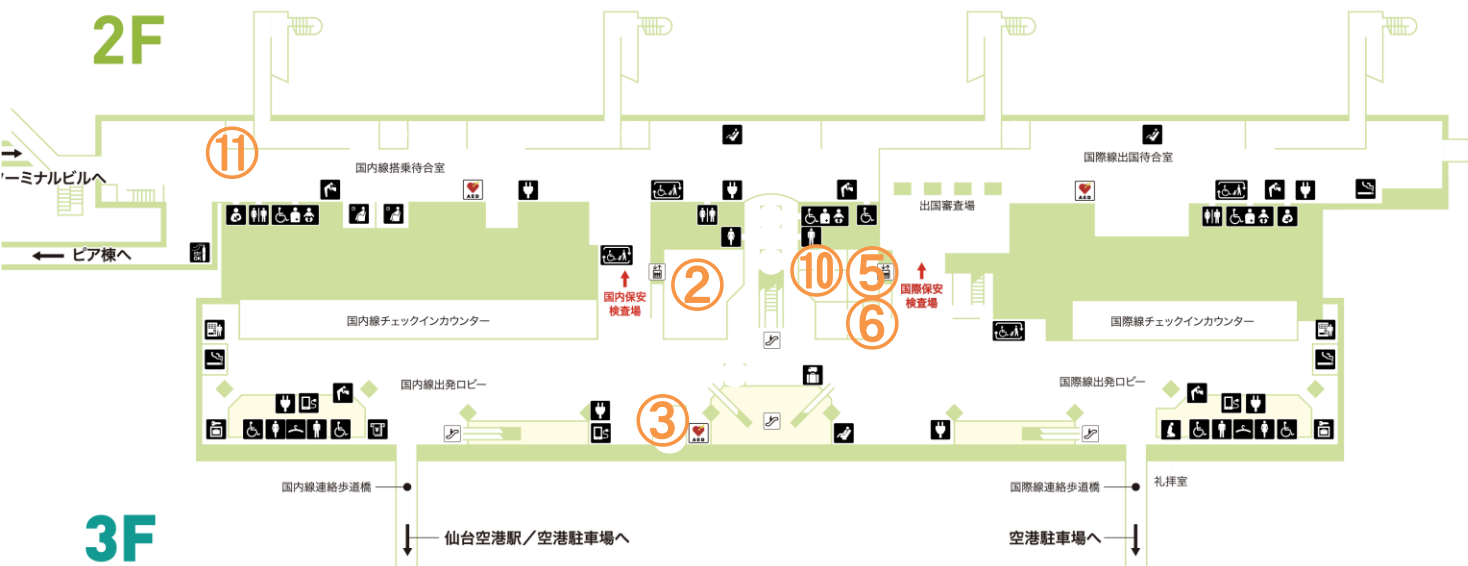 2F
⑪
国内線搭乗待合室
国際線出国待合室
ーミナルビルへ
AED
AED
出国審査場
ピア棟へ
②
⑩
⑤
国内保安
検査場
国際保安
検査場
⑥
国内線チェックインカウンター
国際線チェックインカウンター
国内線出発ロビー
国際線出発ロビー
③
AED
国内線連絡歩道橋
国際線連絡歩道橋
礼拝室
3F
仙台空港駅/空港駐車場へ
空港駐車場へ